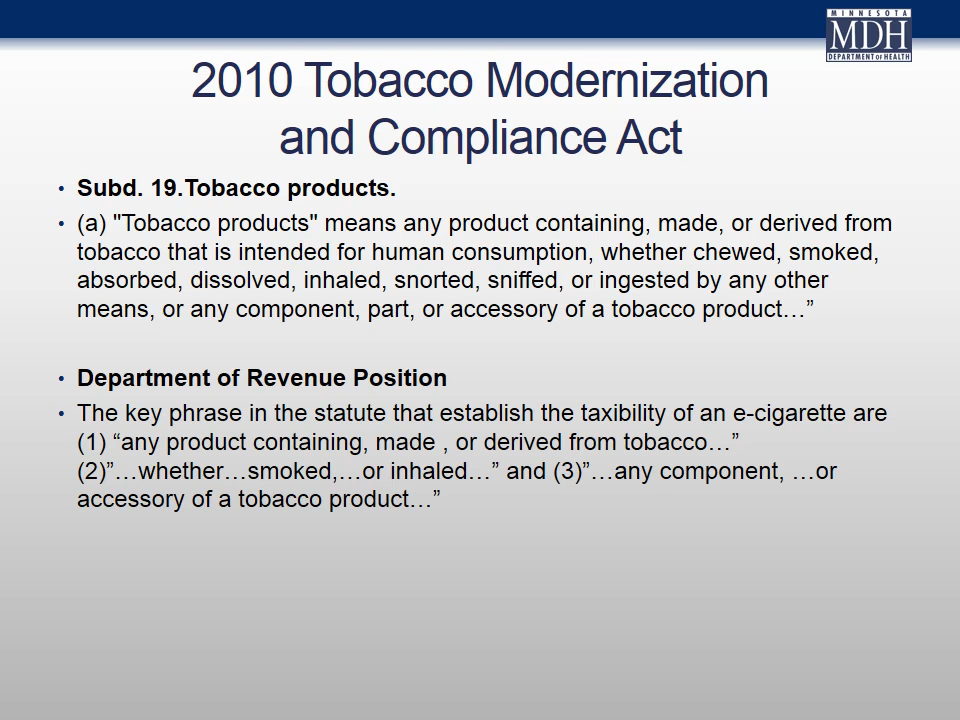 MINNESOTA
MDH
DEPARTMENT OF HEALTH
2010 Tobacco Modernization
and Compliance Act
• Subd. 19.Tobacco products.
• (a) "Tobacco products" means any product containing, made, or derived from
tobacco that is intended for human consumption, whether chewed, smoked,
absorbed, dissolved, inhaled, snorted, sniffed, or ingested by any other
means, or any component, part, or accessory of a tobacco product…”
• Department of Revenue Position
• The key phrase in the statute that establish the taxibility of an e-cigarette are
(1) “any product containing, made , or derived from tobacco…”
(2)”…whether…smoked,…or inhaled…” and (3)”…any component, …or
accessory of a tobacco product…”